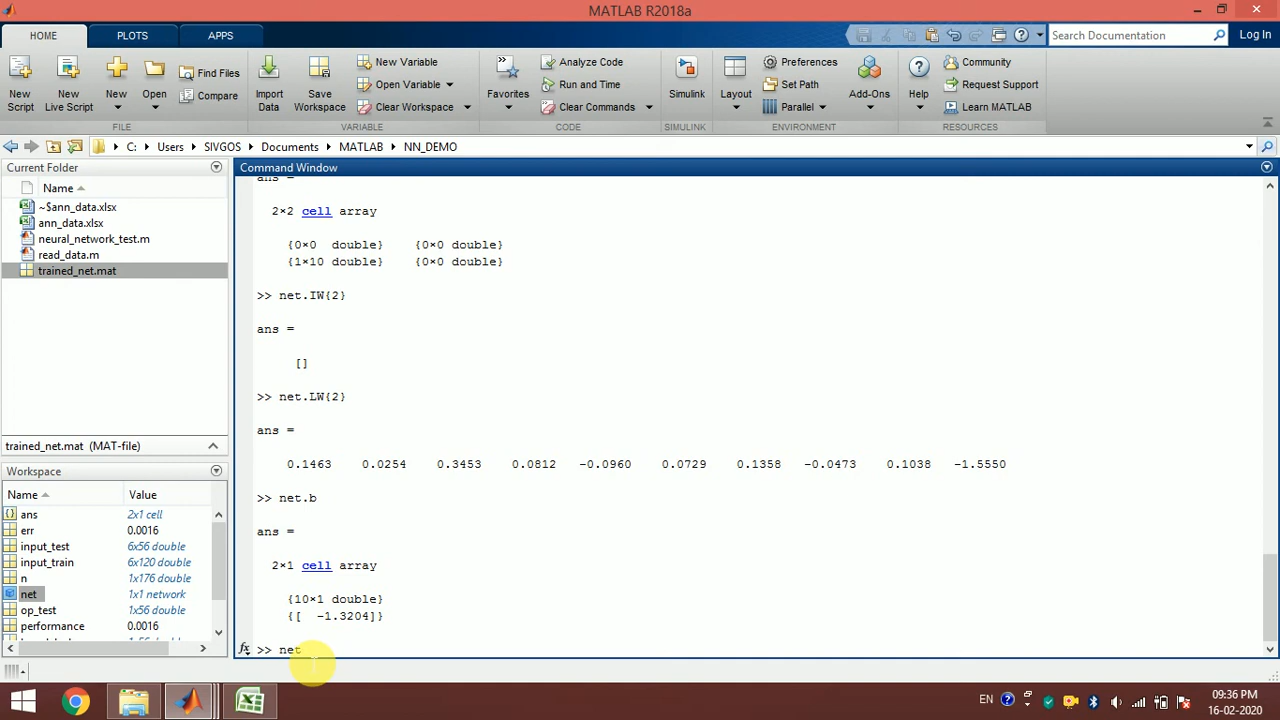 MATLAB R2018a
HOME PLOTS APPS
Search Documentation Log In
New Script
New Live Script
New
Open
Find Files
Compare
Import Data
Save Workspace
New Variable
Open Variable
Clear Workspace
Favorites
Analyze Code
Run and Time
Clear Commands
Simulink
Layout
Preferences
Set Path
Parallel
Add-Ons
Help
Community
Request Support
Learn MATLAB
FILE VARIABLE CODE SIMULINK ENVIRONMENT RESOURCES
C: Users SIVGOS Documents MATLAB NN_DEMO
Current Folder
Name
~$ann_data.xlsx
ann_data.xlsx
neural_network_test.m
read_data.m
trained_net.mat
trained_net.mat (MAT-file)
Workspace
Name Value
ans 2x1 cell
err 0.0016
input_test 6x56 double
input_train 6x120 double
n 1x176 double
net 1x1 network
op_test 1x56 double
performance 0.0016
Command Window
ans =
2×2 cell array
{0×0 double} {0×0 double}
{1×10 double} {0×0 double}
>> net.IW{2}
ans =
[]
>> net.LW{2}
ans =
0.1463 0.0254 0.3453 0.0812 -0.0960 0.0729 0.1358 -0.0473 0.1038 -1.5550
>> net.b
ans =
2×1 cell array
{10×1 double}
{[ -1.3204]}
fx >> net
EN
09:36 PM
16-02-2020